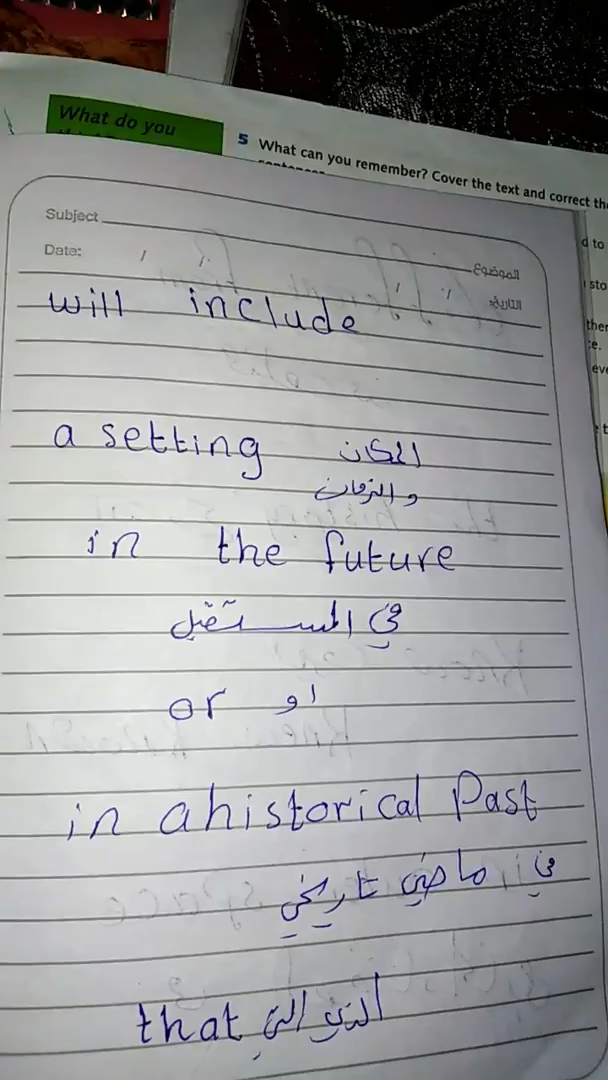 What do you
5 What can you remember? Cover the text and correct the
Subject
الموضوع
Date: / /
/ / التاريخ:
will include
a setting المكان
والزمان
in the future
في المستقبل
or او
in ahistorical Past
في ماضي تاريخي
that الذي التي